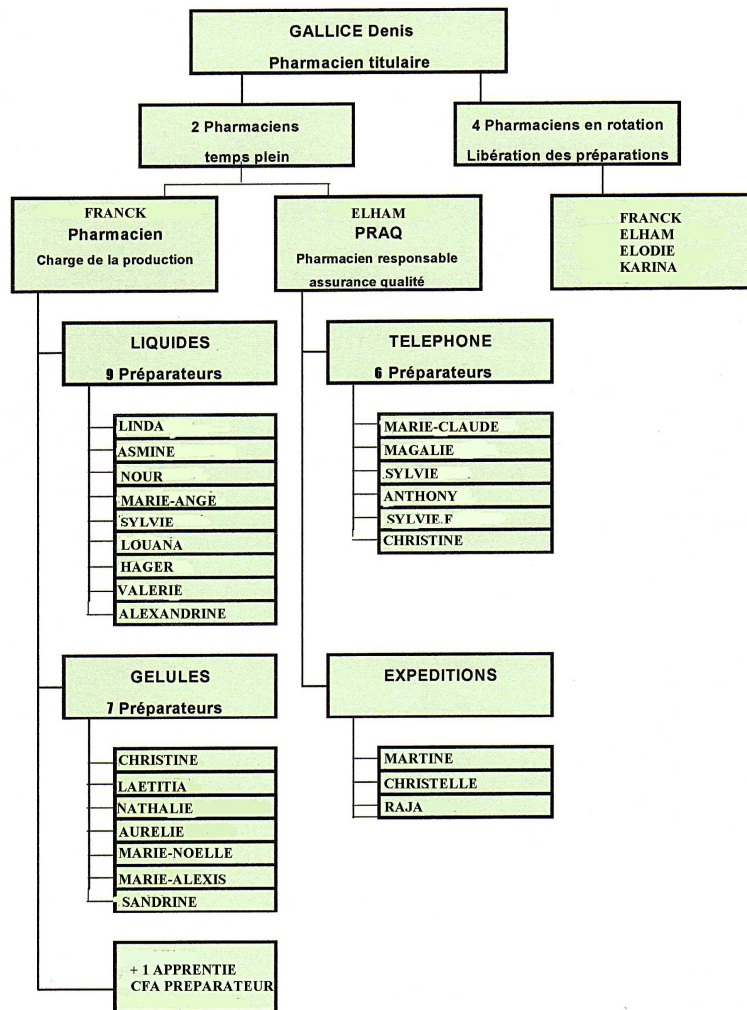 GALLICE Denis
Pharmacien titulaire
2 Pharmaciens
temps plein
4 Pharmaciens en rotation
Libération des préparations
FRANCK
Pharmacien
Charge de la production
ELHAM
PRAQ
Pharmacien responsable
assurance qualité
FRANCK
ELHAM
ELODIE
KARINA
LIQUIDES
9 Préparateurs
LINDA
ASMINE
NOUR
MARIE-ANGE
SYLVIE
LOUANA
HAGER
VALERIE
ALEXANDRINE
TELEPHONE
6 Préparateurs
MARIE-CLAUDE
MAGALIE
SYLVIE
ANTHONY
SYLVIE.F
CHRISTINE
GELULES
7 Préparateurs
CHRISTINE
LAETITIA
NATHALIE
AURELIE
MARIE-NOELLE
MARIE-ALEXIS
SANDRINE
EXPEDITIONS
MARTINE
CHRISTELLE
RAJA
+ 1 APPRENTIE
CFA PREPARATEUR